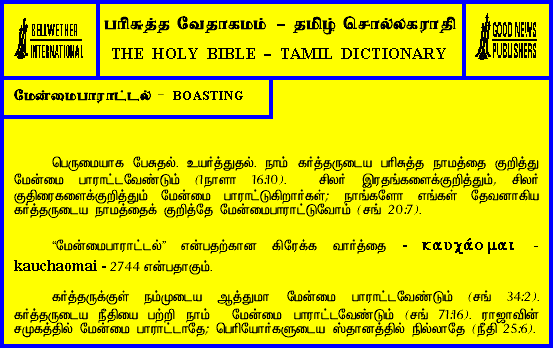 BELLWETHER
INTERNATIONAL
பரிசுத்த வேதாகமம் – தமிழ் சொல்லகராதி
THE HOLY BIBLE – TAMIL DICTIONARY
GOOD NEWS
PUBLISHERS
மேன்மைபாராட்டல் – BOASTING
பெருமையாக பேசுதல். உயர்த்துதல். நாம் கர்த்தருடைய பரிசுத்த நாமத்தை குறித்து
மேன்மை பாராட்டவேண்டும் (1நாளா 16:10). சிலர் இரதங்களைக்குறித்தும், சிலர்
குதிரைகளைக்குறித்தும் மேன்மை பாராட்டுகிறார்கள்; நாங்களோ எங்கள் தேவனாகிய
கர்த்தருடைய நாமத்தைக் குறித்தே மேன்மைபாராட்டுவோம் (சங் 20:7).
“மேன்மைபாராட்டல்” என்பதற்கான கிரேக்க வார்த்தை - καυχάομαι -
kauchaomai - 2744 என்பதாகும்.
கர்த்தருக்குள் நம்முடைய ஆத்துமா மேன்மை பாராட்டவேண்டும் (சங் 34:2).
கர்த்தருடைய நீதியை பற்றி நாம் மேன்மை பாராட்டவேண்டும் (சங் 71:16). ராஜாவின்
சமுகத்தில் மேன்மை பாராட்டாதே; பெரியோர்களுடைய ஸ்தானத்தில் நில்லாதே (நீதி 25:6).